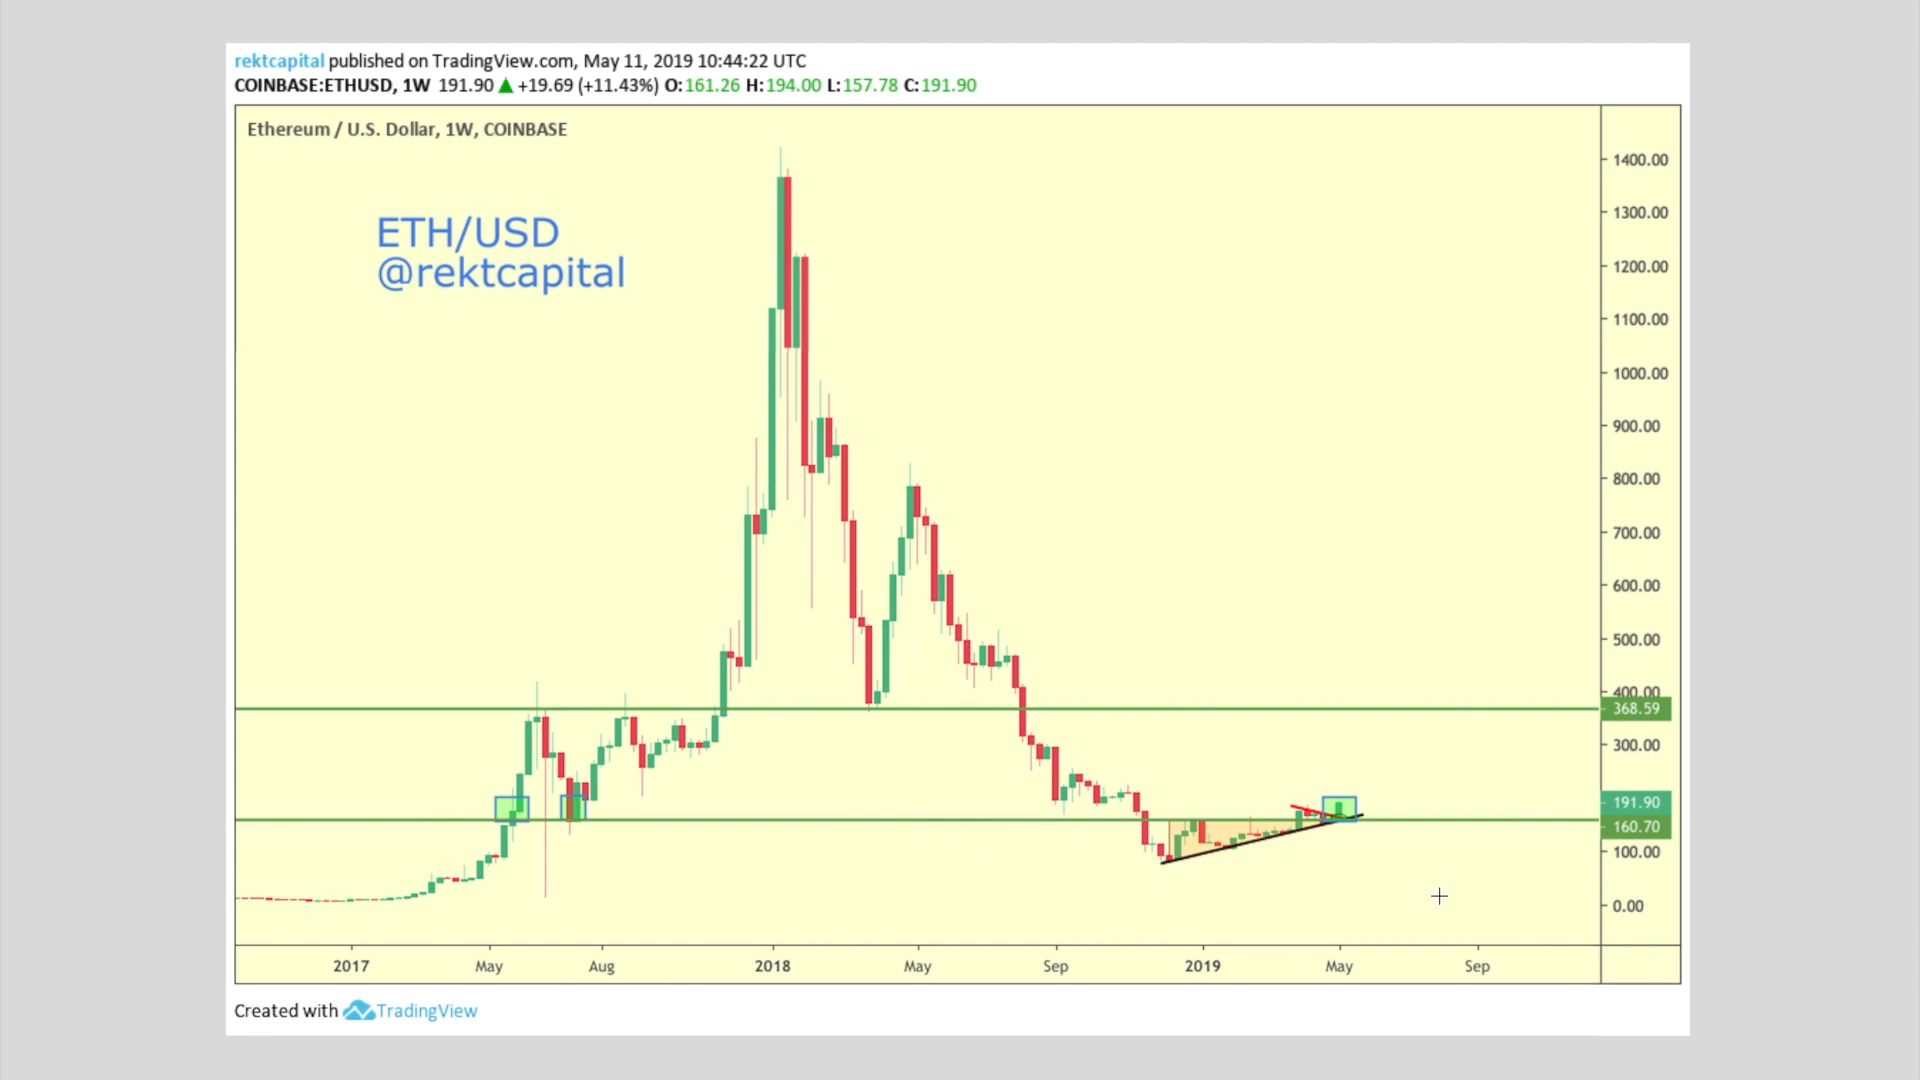 rektcapital published on TradingView.com, May 11, 2019 10:44:22 UTC
COINBASE:ETHUSD, 1W 191.90 ▲ +19.69 (+11.43%) O:161.26 H:194.00 L:157.78 C:191.90
Ethereum / U.S. Dollar, 1W, COINBASE
ETH/USD
@rektcapital
1400.00
1300.00
1200.00
1100.00
1000.00
900.00
800.00
700.00
600.00
500.00
400.00
368.59
300.00
191.90
160.70
100.00
0.00
2017 May Aug 2018 May Sep 2019 May Sep
Created with TradingView